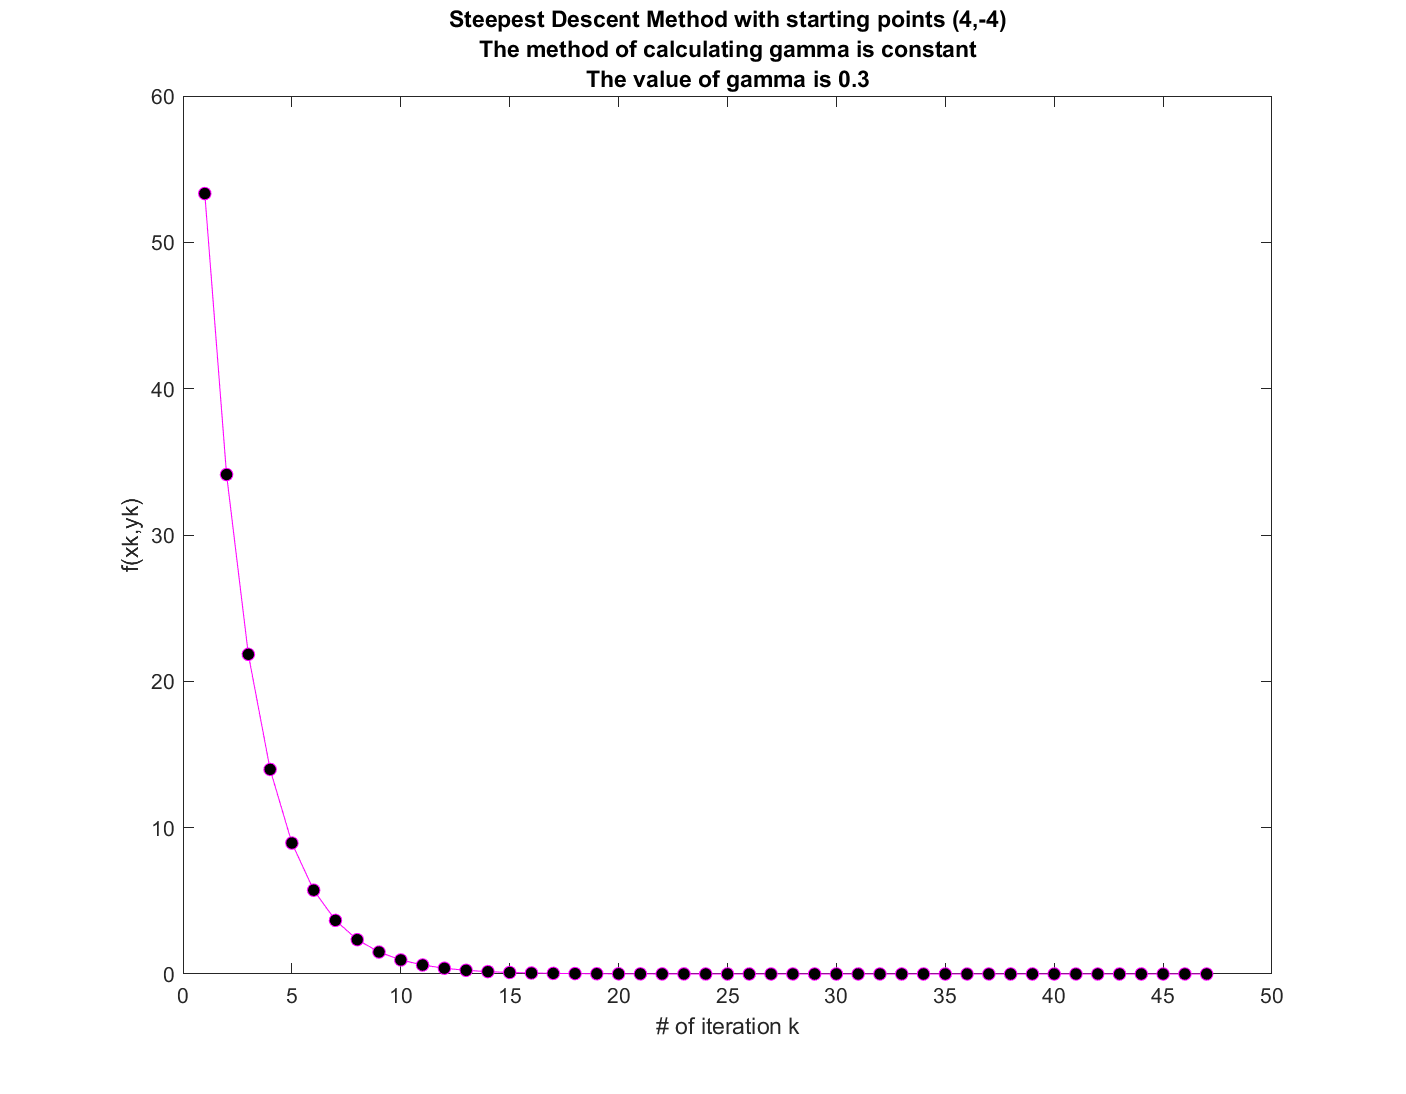 Steepest Descent Method with starting points (4,-4)
The method of calculating gamma is constant
The value of gamma is 0.3
60
50
40
30
20
10
0
f(xk,yk)
0 5 10 15 20 25 30 35 40 45 50
# of iteration k